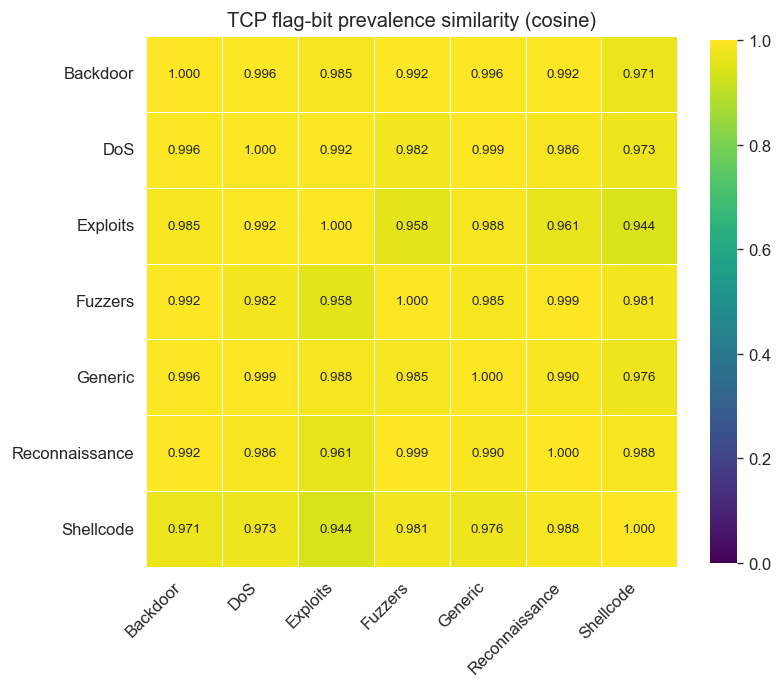 TCP flag-bit prevalence similarity (cosine)
Backdoor 1.000 0.996 0.985 0.992 0.996 0.992 0.971
DoS 0.996 1.000 0.992 0.982 0.999 0.986 0.973
Exploits 0.985 0.992 1.000 0.958 0.988 0.961 0.944
Fuzzers 0.992 0.982 0.958 1.000 0.985 0.999 0.981
Generic 0.996 0.999 0.988 0.985 1.000 0.990 0.976
Reconnaissance 0.992 0.986 0.961 0.999 0.990 1.000 0.988
Shellcode 0.971 0.973 0.944 0.981 0.976 0.988 1.000
Backdoor DoS Exploits Fuzzers Generic Reconnaissance Shellcode
1.0
0.8
0.6
0.4
0.2
0.0